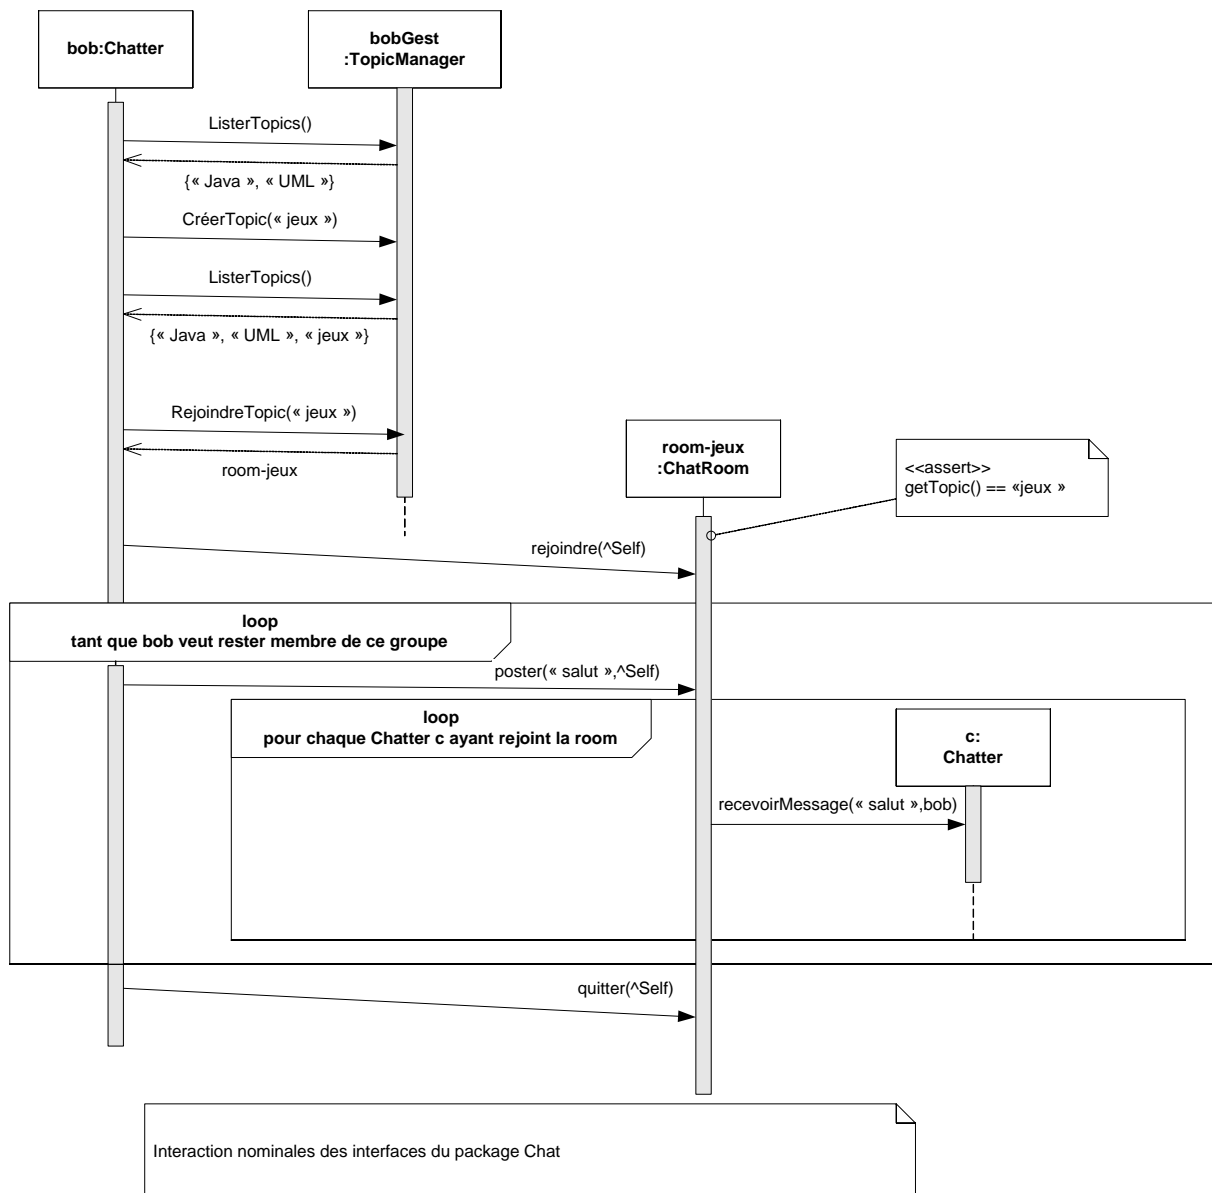 bob:Chatter
bobGest
:TopicManager
ListerTopics()
{« Java », « UML »}
CréerTopic(« jeux »)
ListerTopics()
{« Java », « UML », « jeux »}
RejoindreTopic(« jeux »)
room-jeux
room-jeux
:ChatRoom
<<assert>>
getTopic() == «jeux »
rejoindre(^Self)
loop
tant que bob veut rester membre de ce groupe
poster(« salut »,^Self)
loop
pour chaque Chatter c ayant rejoint la room
c:
Chatter
recevoirMessage(« salut »,bob)
quitter(^Self)
Interaction nominales des interfaces du package Chat